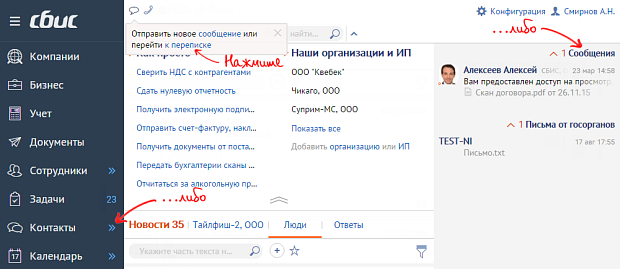 сбис
Компании
Бизнес
Учет
Документы
Сотрудники
Задачи 23
...либо
Контакты
17 Календарь
Отправить новое сообщение или
перейти к переписке
Нажмите
найти...
Наши организации и ИП
Сверить НДС с контрагентами
Сдать нулевую отчетность
Получить электронную подпи...
Отправить счет-фактуру, накл...
Получить документы от поста...
Передать бухгалтерии сканы ...
Отчитаться за алкогольную пр...
ООО "Квебек"
Чикаго, ООО
Суприм-МС, ООО
Показать все
Добавить организацию или ИП
Новости 35 Тайлфиш-2, ООО Люди Ответы
Укажите часть текста н...
Конфигурация Смирнов А.Н.
...либо
1 Сообщения
Алексеев Алексей СБИС... 23 мар 14:58
Вам предоставлен доступ на просмотр
Скан договора.pdf от 26.11.15
1 Письма от госорганов
TEST-NI 17 авг 17:55
Письмо.txt